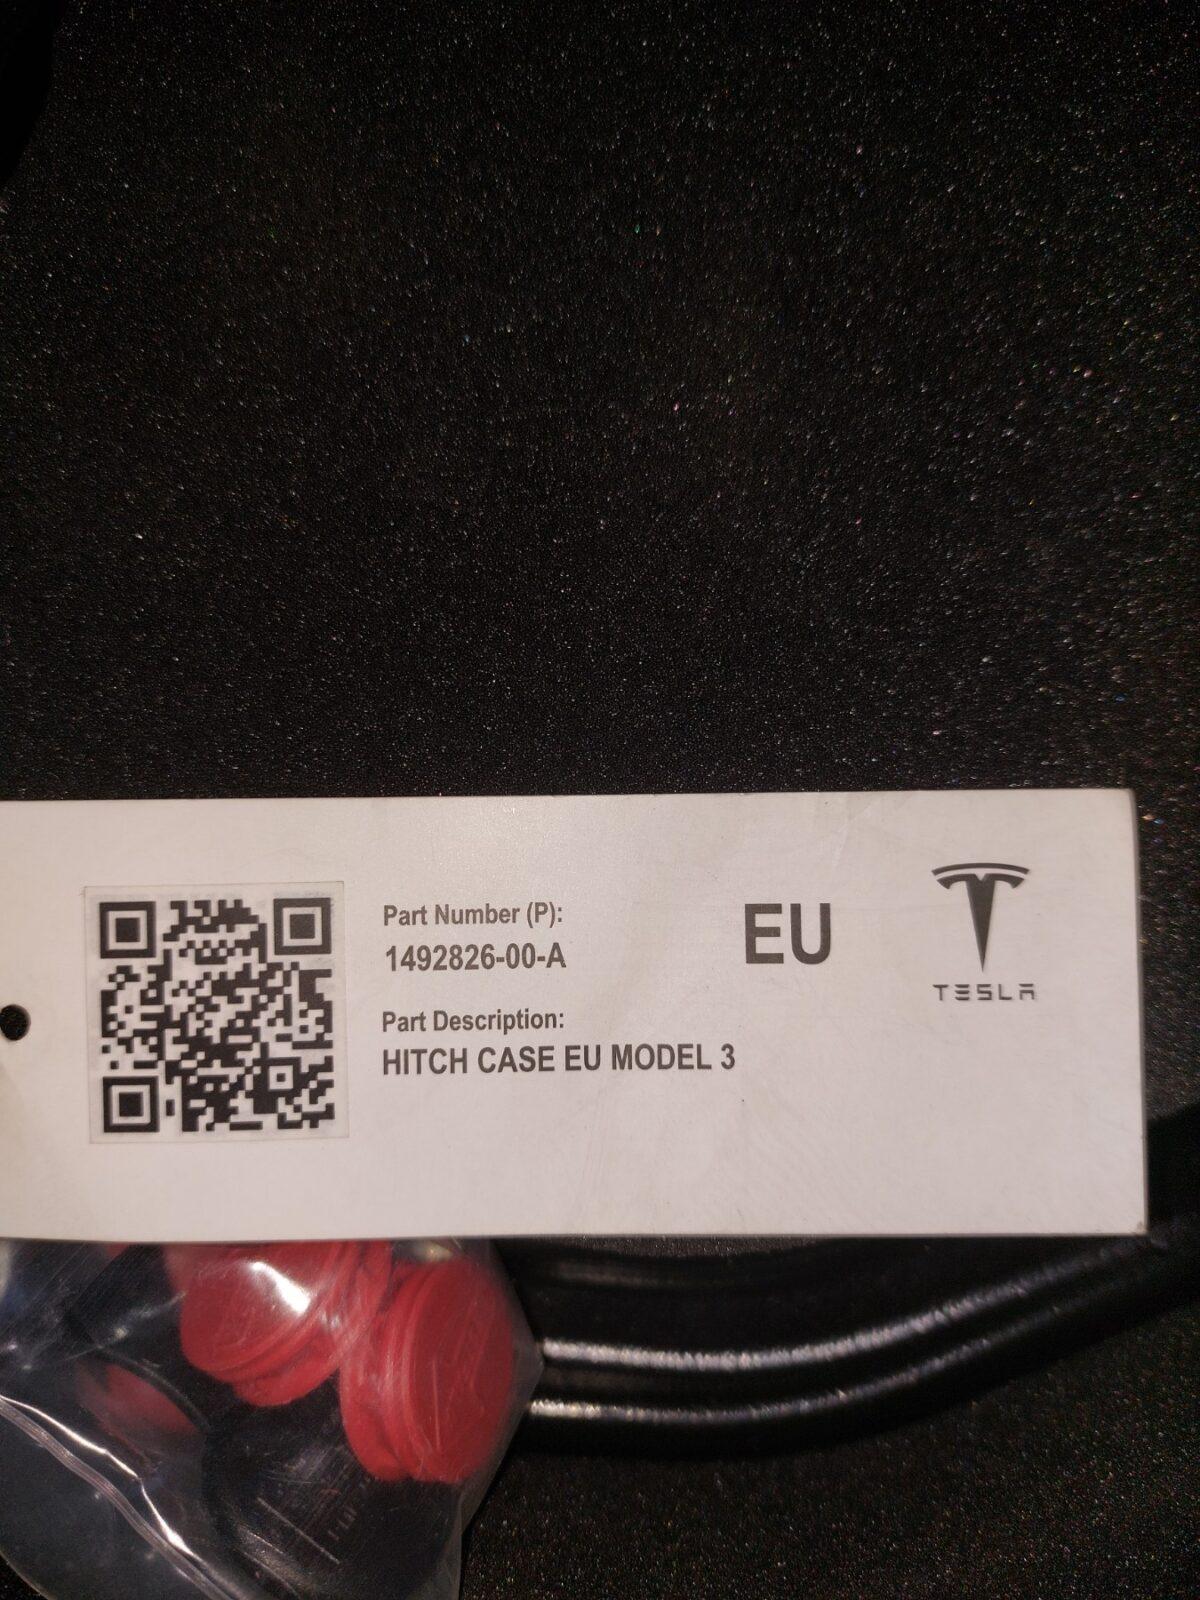 Part Number (P):
1492826-00-A
Part Description:
HITCH CASE EU MODEL 3
EU
TESLA